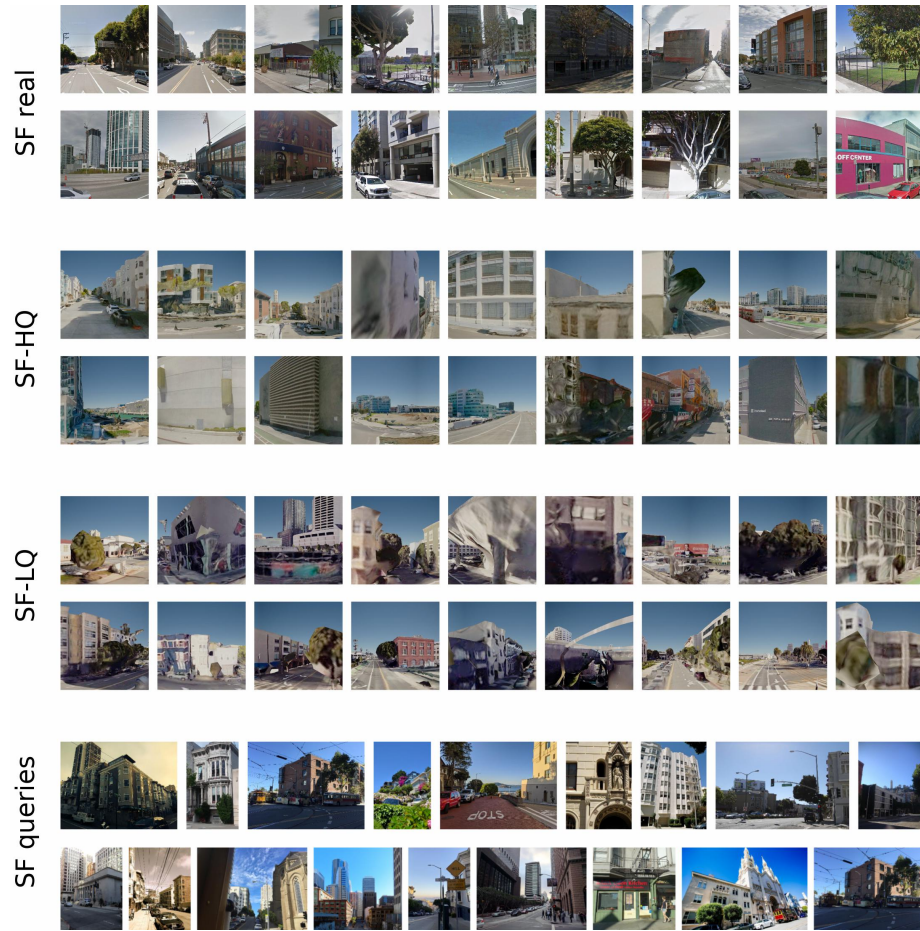 SF real
OFF CENTER
SF-HQ
SF-LQ
SF queries
STOP